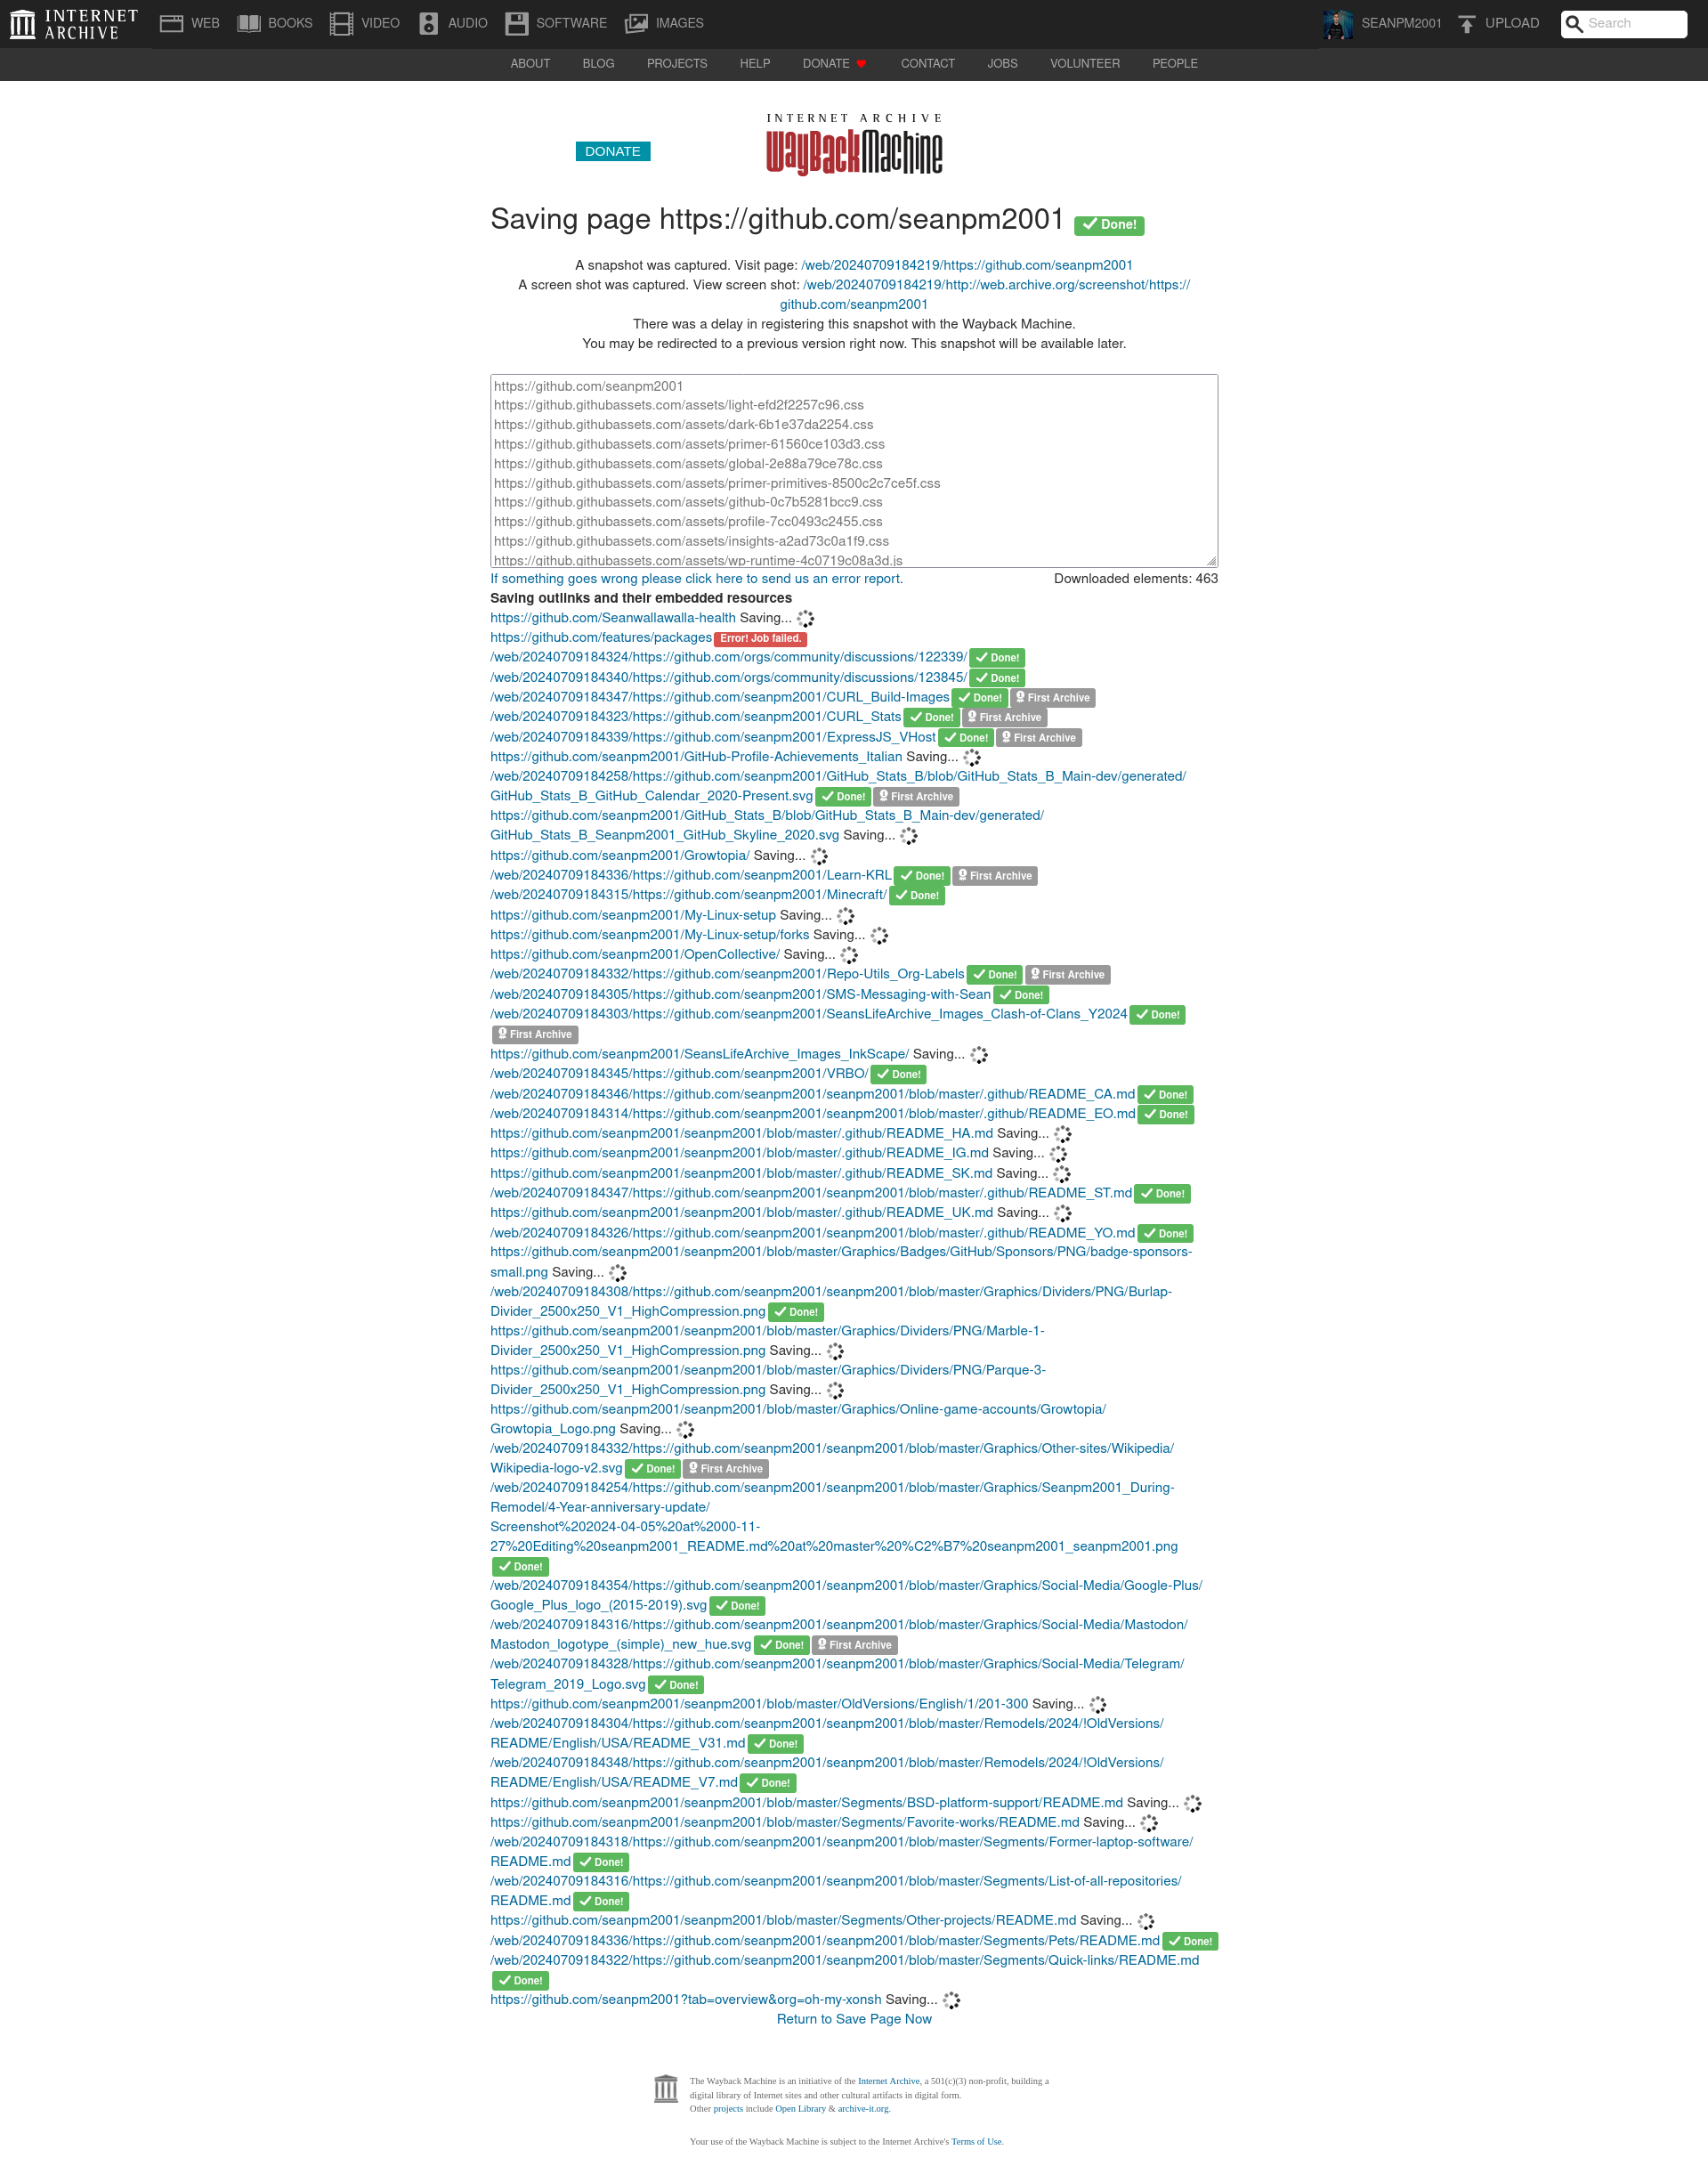 INTERNET ARCHIVE
WEB BOOKS VIDEO AUDIO SOFTWARE IMAGES SEANPM2001 UPLOAD Search
ABOUT BLOG PROJECTS HELP DONATE CONTACT JOBS VOLUNTEER PEOPLE
DONATE
INTERNET ARCHIVE
WayBackMachine
Saving page https://github.com/seanpm2001 Done!
A snapshot was captured. Visit page: /web/20240709184219/https://github.com/seanpm2001
A screen shot was captured. View screen shot: /web/20240709184219/http://web.archive.org/screenshot/https://
github.com/seanpm2001
There was a delay in registering this snapshot with the Wayback Machine.
You may be redirected to a previous version right now. This snapshot will be available later.
https://github.com/seanpm2001
https://github.githubassets.com/assets/light-efd2f2257c96.css
https://github.githubassets.com/assets/dark-6b1e37da2254.css
https://github.githubassets.com/assets/primer-61560ce103d3.css
https://github.githubassets.com/assets/global-2e88a79ce78c.css
https://github.githubassets.com/assets/primer-primitives-8500c2c7ce5f.css
https://github.githubassets.com/assets/github-0c7b5281bcc9.css
https://github.githubassets.com/assets/profile-7cc0493c2455.css
https://github.githubassets.com/assets/insights-a2ad73c0a1f9.css
https://github.githubassets.com/assets/wp-runtime-4c0719c08a3d.js
If something goes wrong please click here to send us an error report. Downloaded elements: 463
Saving outlinks and their embedded resources
https://github.com/Seanwallawalla-health Saving...
https://github.com/features/packages Error! Job failed.
/web/20240709184324/https://github.com/orgs/community/discussions/122339/ Done!
/web/20240709184340/https://github.com/orgs/community/discussions/123845/ Done!
/web/20240709184347/https://github.com/seanpm2001/CURL_Build-Images Done! First Archive
/web/20240709184323/https://github.com/seanpm2001/CURL_Stats Done! First Archive
/web/20240709184339/https://github.com/seanpm2001/ExpressJS_VHost Done! First Archive
https://github.com/seanpm2001/GitHub-Profile-Achievements_Italian Saving...
/web/20240709184258/https://github.com/seanpm2001/GitHub_Stats_B/blob/GitHub_Stats_B_Main-dev/generated/
GitHub_Stats_B_GitHub_Calendar_2020-Present.svg Done! First Archive
https://github.com/seanpm2001/GitHub_Stats_B/blob/GitHub_Stats_B_Main-dev/generated/
GitHub_Stats_B_Seanpm2001_GitHub_Skyline_2020.svg Saving...
https://github.com/seanpm2001/Growtopia/ Saving...
/web/20240709184336/https://github.com/seanpm2001/Learn-KRL Done! First Archive
/web/20240709184315/https://github.com/seanpm2001/Minecraft/ Done!
https://github.com/seanpm2001/My-Linux-setup Saving...
https://github.com/seanpm2001/My-Linux-setup/forks Saving...
https://github.com/seanpm2001/OpenCollective/ Saving...
/web/20240709184332/https://github.com/seanpm2001/Repo-Utils_Org-Labels Done! First Archive
/web/20240709184305/https://github.com/seanpm2001/SMS-Messaging-with-Sean Done!
/web/20240709184303/https://github.com/seanpm2001/SeansLifeArchive_Images_Clash-of-Clans_Y2024 Done!
First Archive
https://github.com/seanpm2001/SeansLifeArchive_Images_InkScape/ Saving...
/web/20240709184345/https://github.com/seanpm2001/VRBO/ Done!
/web/20240709184346/https://github.com/seanpm2001/seanpm2001/blob/master/.github/README_CA.md Done!
/web/20240709184314/https://github.com/seanpm2001/seanpm2001/blob/master/.github/README_EO.md Done!
https://github.com/seanpm2001/seanpm2001/blob/master/.github/README_HA.md Saving...
https://github.com/seanpm2001/seanpm2001/blob/master/.github/README_IG.md Saving...
https://github.com/seanpm2001/seanpm2001/blob/master/.github/README_SK.md Saving...
/web/20240709184347/https://github.com/seanpm2001/seanpm2001/blob/master/.github/README_ST.md Done!
https://github.com/seanpm2001/seanpm2001/blob/master/.github/README_UK.md Saving...
/web/20240709184326/https://github.com/seanpm2001/seanpm2001/blob/master/.github/README_YO.md Done!
https://github.com/seanpm2001/seanpm2001/blob/master/Graphics/Badges/GitHub/Sponsors/PNG/badge-sponsors-
small.png Saving...
/web/20240709184308/https://github.com/seanpm2001/seanpm2001/blob/master/Graphics/Dividers/PNG/Burlap-
Divider_2500x250_V1_HighCompression.png Done!
https://github.com/seanpm2001/seanpm2001/blob/master/Graphics/Dividers/PNG/Marble-1-
Divider_2500x250_V1_HighCompression.png Saving...
https://github.com/seanpm2001/seanpm2001/blob/master/Graphics/Dividers/PNG/Parque-3-
Divider_2500x250_V1_HighCompression.png Saving...
https://github.com/seanpm2001/seanpm2001/blob/master/Graphics/Online-game-accounts/Growtopia/
Growtopia_Logo.png Saving...
/web/20240709184332/https://github.com/seanpm2001/seanpm2001/blob/master/Graphics/Other-sites/Wikipedia/
Wikipedia-logo-v2.svg Done! First Archive
/web/20240709184254/https://github.com/seanpm2001/seanpm2001/blob/master/Graphics/Seanpm2001_During-
Remodel/4-Year-anniversary-update/
Screenshot%202024-04-05%20at%2000-11-
27%20Editing%20seanpm2001_README.md%20at%20master%20%C2%B7%20seanpm2001_seanpm2001.png
Done!
/web/20240709184354/https://github.com/seanpm2001/seanpm2001/blob/master/Graphics/Social-Media/Google-Plus/
Google_Plus_logo_(2015-2019).svg Done!
/web/20240709184316/https://github.com/seanpm2001/seanpm2001/blob/master/Graphics/Social-Media/Mastodon/
Mastodon_logotype_(simple)_new_hue.svg Done! First Archive
/web/20240709184328/https://github.com/seanpm2001/seanpm2001/blob/master/Graphics/Social-Media/Telegram/
Telegram_2019_Logo.svg Done!
https://github.com/seanpm2001/seanpm2001/blob/master/OldVersions/English/1/201-300 Saving...
/web/20240709184304/https://github.com/seanpm2001/seanpm2001/blob/master/Remodels/2024/!OldVersions/
README/English/USA/README_V31.md Done!
/web/20240709184348/https://github.com/seanpm2001/seanpm2001/blob/master/Remodels/2024/!OldVersions/
README/English/USA/README_V7.md Done!
https://github.com/seanpm2001/seanpm2001/blob/master/Segments/BSD-platform-support/README.md Saving...
https://github.com/seanpm2001/seanpm2001/blob/master/Segments/Favorite-works/README.md Saving...
/web/20240709184318/https://github.com/seanpm2001/seanpm2001/blob/master/Segments/Former-laptop-software/
README.md Done!
/web/20240709184316/https://github.com/seanpm2001/seanpm2001/blob/master/Segments/List-of-all-repositories/
README.md Done!
https://github.com/seanpm2001/seanpm2001/blob/master/Segments/Other-projects/README.md Saving...
/web/20240709184336/https://github.com/seanpm2001/seanpm2001/blob/master/Segments/Pets/README.md Done!
/web/20240709184322/https://github.com/seanpm2001/seanpm2001/blob/master/Segments/Quick-links/README.md
Done!
https://github.com/seanpm2001?tab=overview&org=oh-my-xonsh Saving...
Return to Save Page Now
The Wayback Machine is an initiative of the Internet Archive, a 501(c)(3) non-profit, building a
digital library of Internet sites and other cultural artifacts in digital form.
Other projects include Open Library & archive-it.org.
Your use of the Wayback Machine is subject to the Internet Archive's Terms of Use.